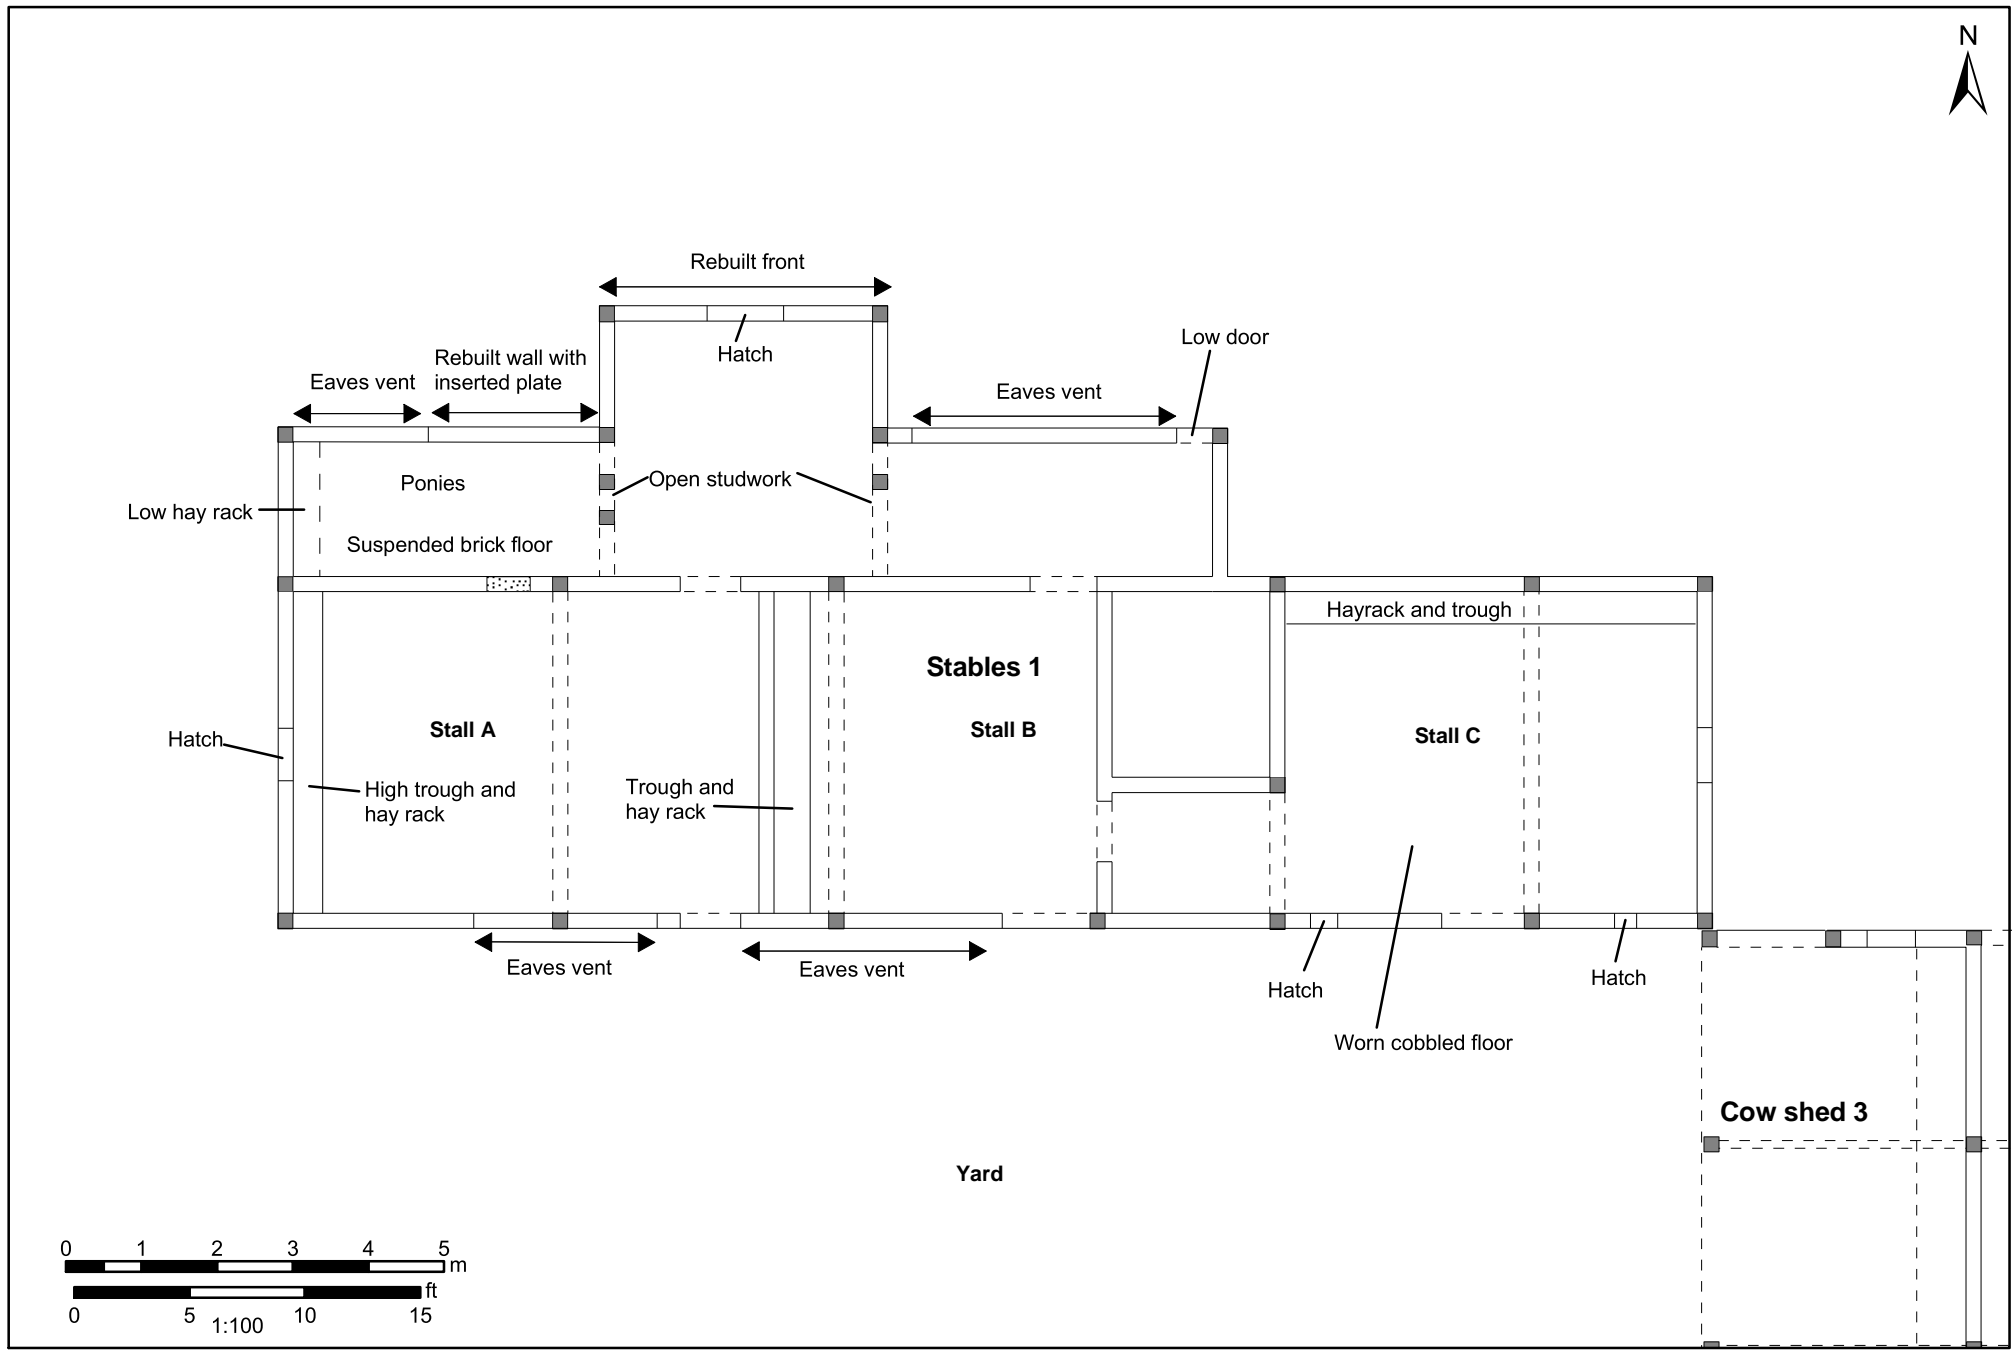 N
Rebuilt front
Hatch
Low door
Rebuilt wall with
inserted plate
Eaves vent
Eaves vent
Ponies
Open studwork
Low hay rack
Suspended brick floor
Hayrack and trough
Stables 1
Stall A
Stall B
Stall C
Hatch
High trough and
hay rack
Trough and
hay rack
Eaves vent
Eaves vent
Hatch
Hatch
Worn cobbled floor
Cow shed 3
Yard
0 1 2 3 4 5
m
ft
0 5 10 15
1:100